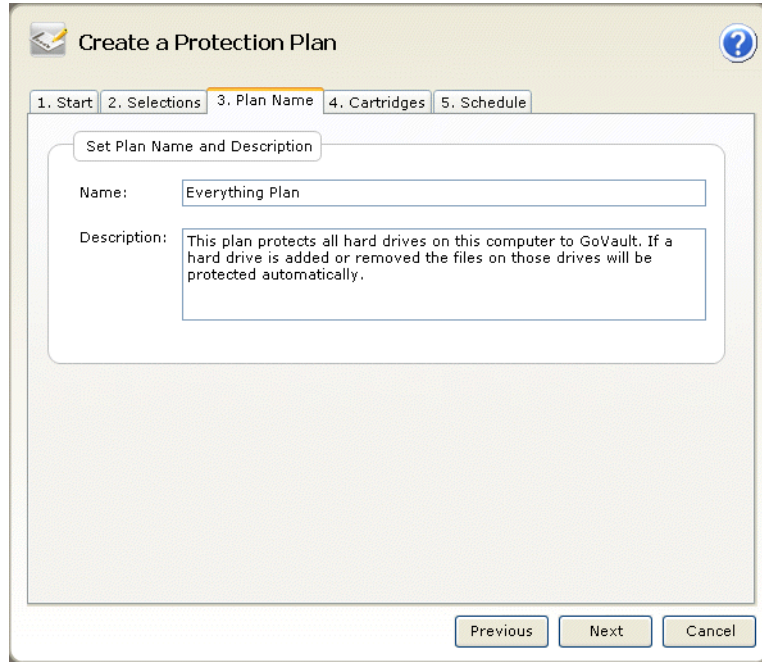 Create a Protection Plan
?
1. Start 2. Selections 3. Plan Name 4. Cartridges 5. Schedule
Set Plan Name and Description
Name: Everything Plan
Description: This plan protects all hard drives on this computer to GoVault. If a
hard drive is added or removed the files on those drives will be
protected automatically.
Previous Next Cancel